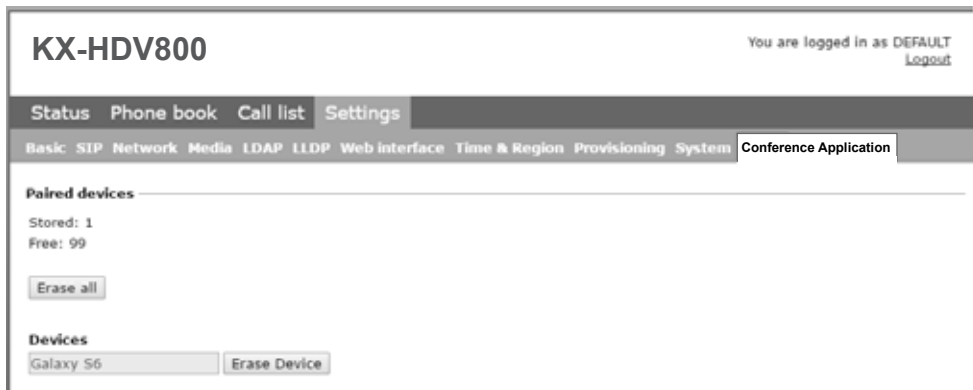 KX-HDV800
You are logged in as DEFAULT
Logout
Status Phone book Call list Settings
Basic SIP Network Media LDAP LLDP Web interface Time & Region Provisioning System Conference Application
Paired devices
Stored: 1
Free: 99
Erase all
Devices
Galaxy S6 Erase Device